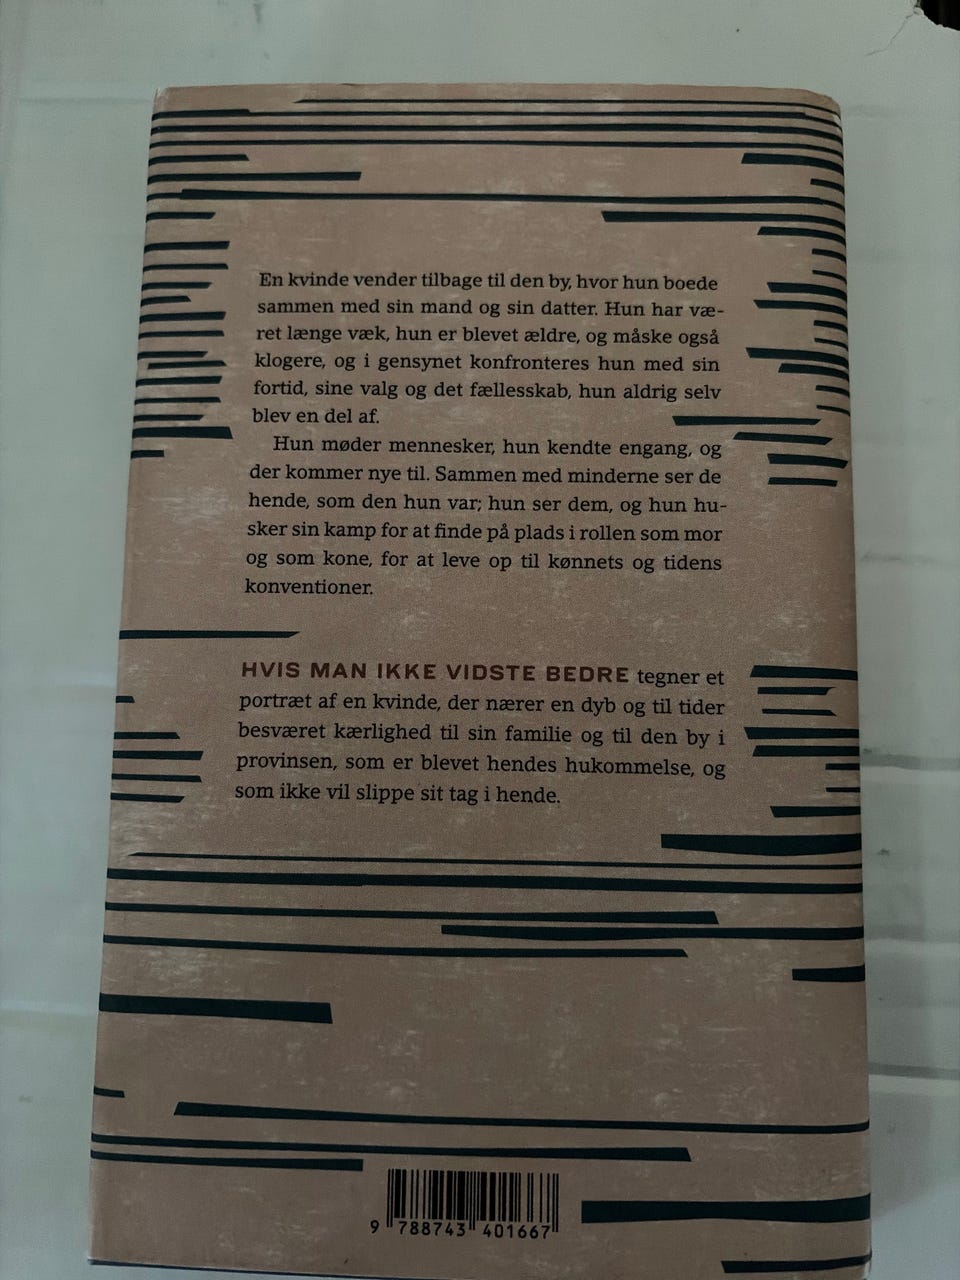 En kvinde vender tilbage til den by, hvor hun boede
sammen med sin mand og sin datter. Hun har væ-
ret længe væk, hun er blevet ældre, og måske også
klogere, og i gensynet konfronteres hun med sin
fortid, sine valg og det fællesskab, hun aldrig selv
blev en del af.
Hun møder mennesker, hun kendte engang, og
der kommer nye til. Sammen med minderne ser de
hende, som den hun var; hun ser dem, og hun hu-
sker sin kamp for at finde på plads i rollen som mor
og som kone, for at leve op til kønnets og tidens
konventioner.
HVIS MAN IKKE VIDSTE BEDRE tegner et
portræt af en kvinde, der nærer en dyb og til tider
besværet kærlighed til sin familie og til den by i
provinsen, som er blevet hendes hukommelse, og
som ikke vil slippe sit tag i hende.
9 788743 401667